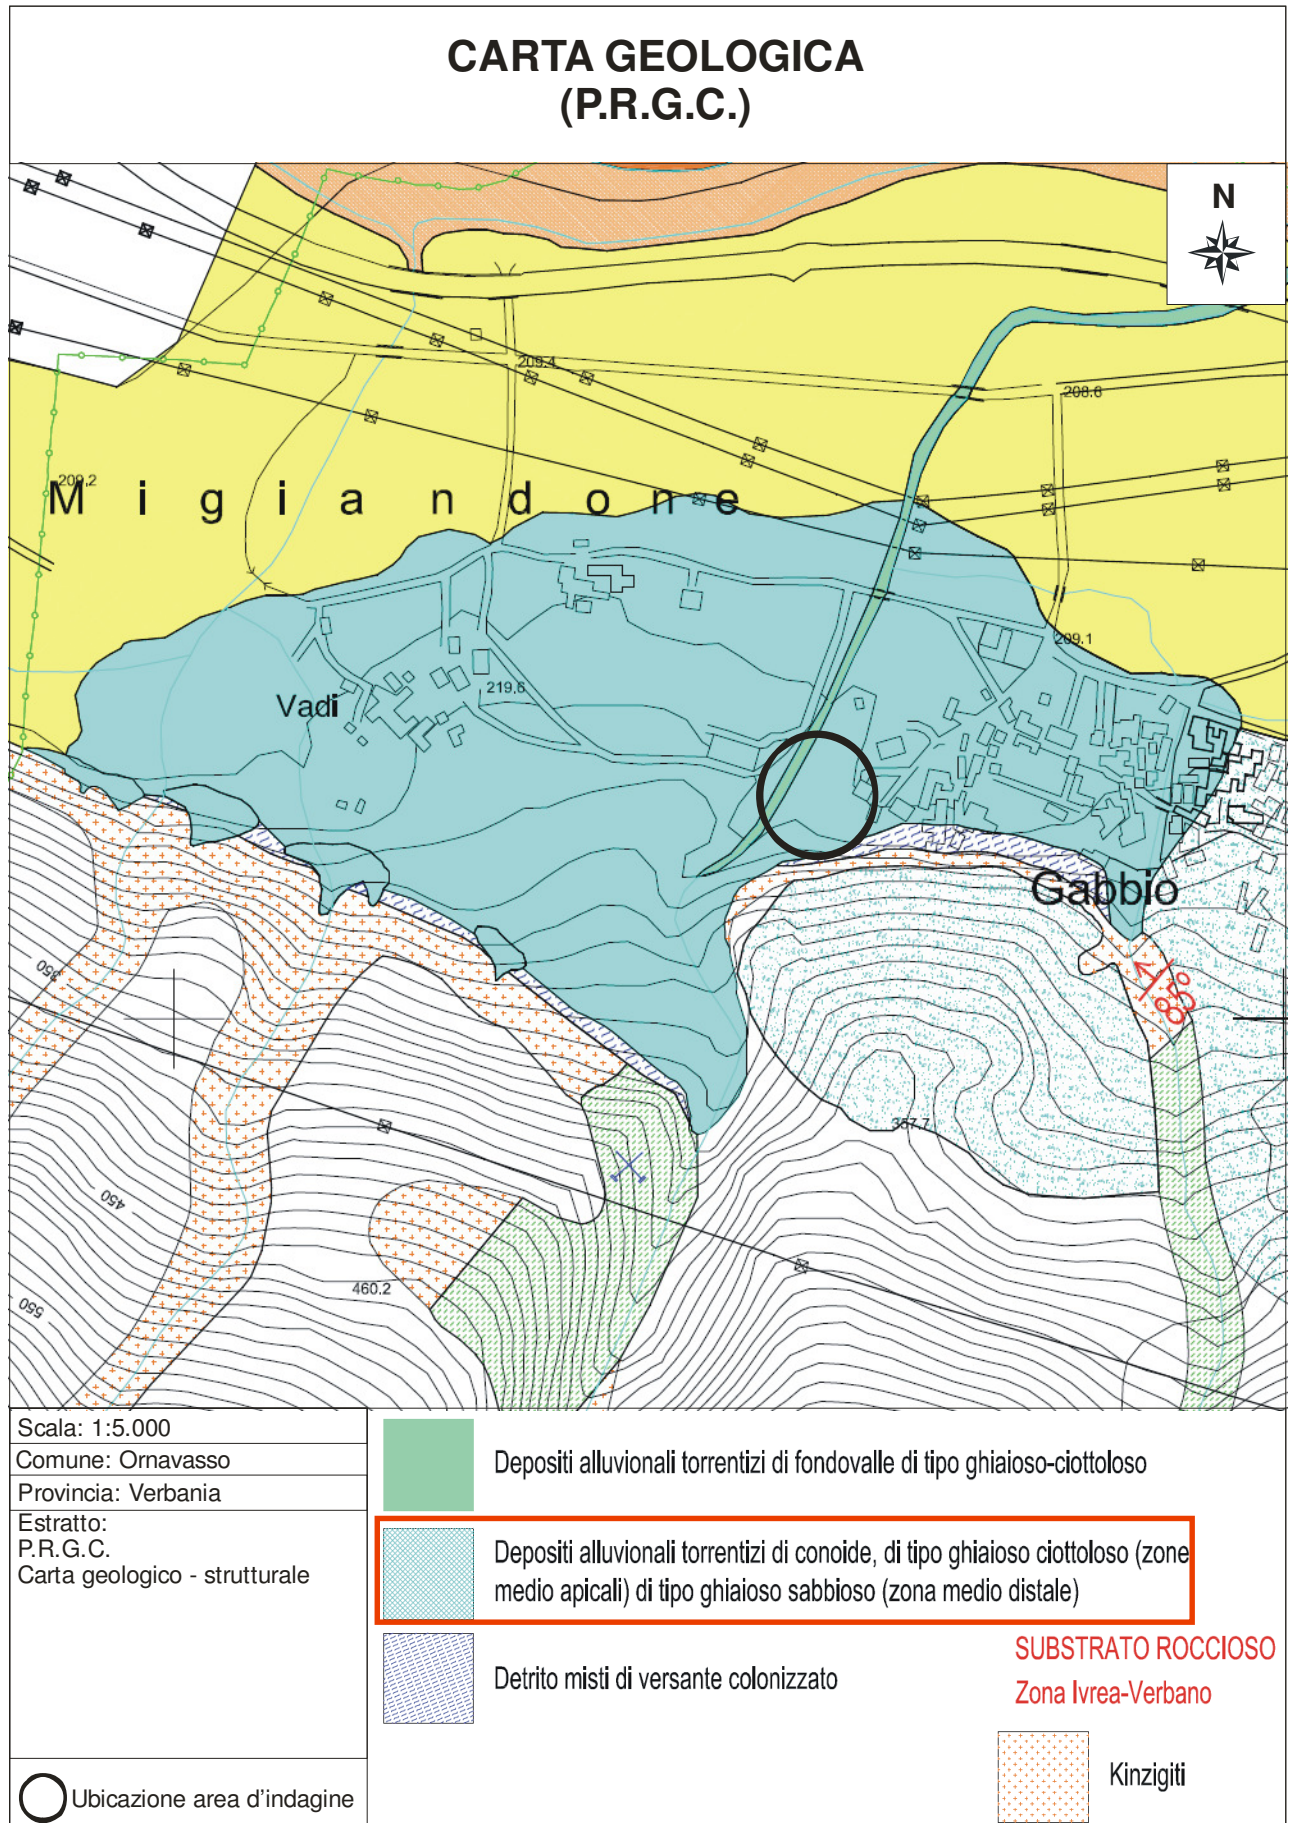 CARTA GEOLOGICA
(P.R.G.C.)
N
209.4
208.6
209.2
Migiandone
209.1
219.6
Vadi
Gabbio
350
357.7
450
460.2
550
Scala: 1:5.000
Comune: Ornavasso
Provincia: Verbania
Estratto:
P.R.G.C.
Carta geologico - strutturale
Ubicazione area d'indagine
Depositi alluvionali torrentizi di fondovalle di tipo ghiaioso-ciottoloso
Depositi alluvionali torrentizi di conoide, di tipo ghiaioso ciottoloso (zone
medio apicali) di tipo ghiaioso sabbioso (zona medio distale)
Detrito misti di versante colonizzato
SUBSTRATO ROCCIOSO
Zona Ivrea-Verbano
Kinzigiti